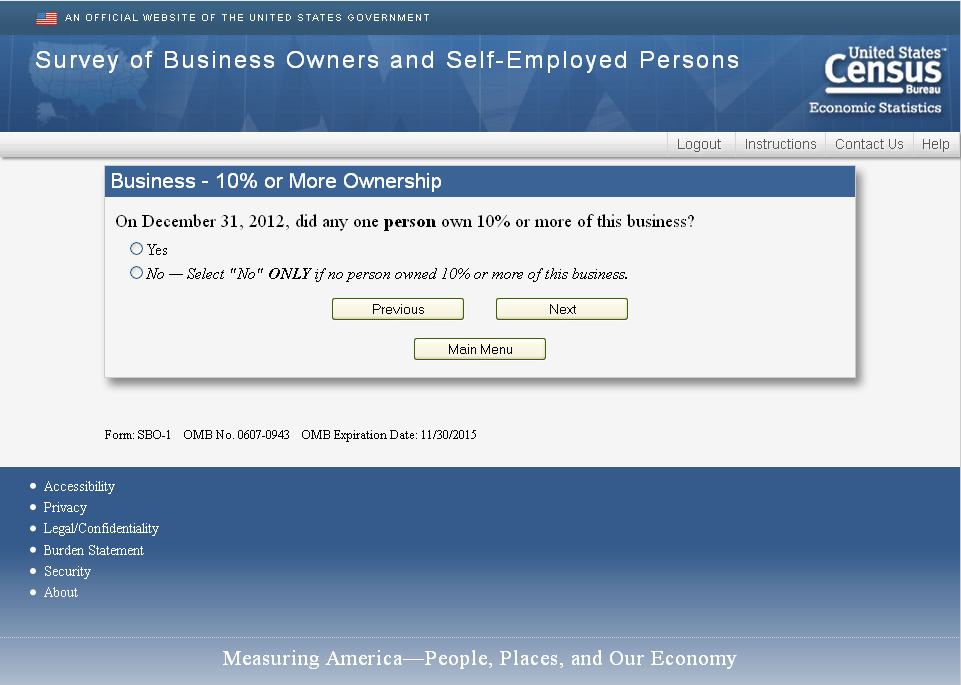 AN OFFICIAL WEBSITE OF THE UNITED STATES GOVERNMENT
Survey of Business Owners and Self-Employed Persons
United States™
Census
Bureau
Economic Statistics
Logout Instructions Contact Us Help
Business - 10% or More Ownership
On December 31, 2012, did any one person own 10% or more of this business?
Yes
No — Select "No" ONLY if no person owned 10% or more of this business.
Previous Next
Main Menu
Form: SBO-1 OMB No. 0607-0943 OMB Expiration Date: 11/30/2015
Accessibility
Privacy
Legal/Confidentiality
Burden Statement
Security
About
Measuring America—People, Places, and Our Economy